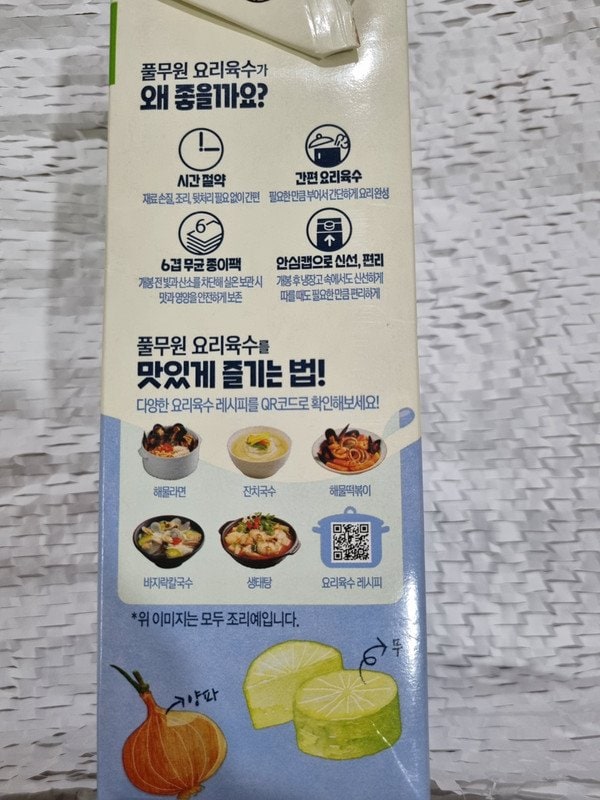 풀무원 요리육수가
왜 좋을까요?
시간 절약
재료 손질, 조리, 뒷처리 필요 없이 간편
간편 요리육수
필요한 만큼 부어서 간단하게 요리 완성
6
6겹 무균 종이팩
개봉 전 빛과 산소를 차단해 실온 보관 시
맛과 영양을 안전하게 보존
안심캡으로 신선, 편리
개봉 후 냉장고 속에서도 신선하게
따를 때도 필요한 만큼 편리하게
풀무원 요리육수를
맛있게 즐기는 법!
다양한 요리육수 레시피를 QR코드로 확인해보세요!
해물라면
잔치국수
해물떡볶이
바지락칼국수
생태탕
요리육수 레시피
*위 이미지는 모두 조리예입니다.
무
양파